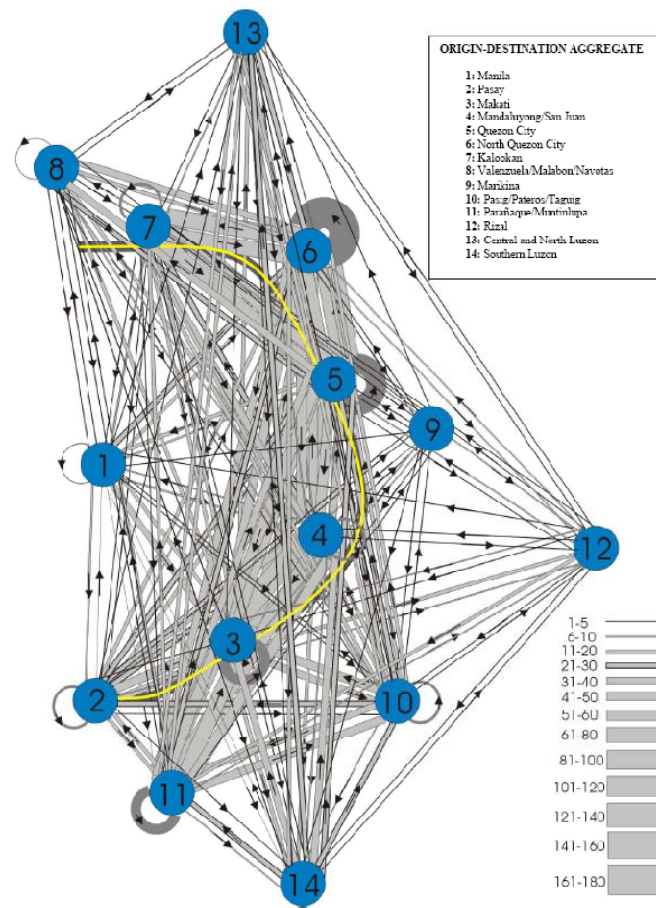 13
ORIGIN-DESTINATION AGGREGATE
1: Manila
2: Pasay
3: Makati
4: Mandaluyong/San Juan
5: Quezon City
6: North Quezon City
7: Kalookan
8: Valenzuela/Malabon/Navotas
9: Marikina
10: Pasig/Pateros/Taguig
11: Parañaque/Muntinlupa
12: Rizal
13: Central and North Luzon
14: Southern Luzon
8
7
6
5
9
1
4
12
3
2
10
11
14
1-5
6-10
11-20
21-30
31-40
41-50
51-60
61-80
81-100
101-120
121-140
141-160
161-180